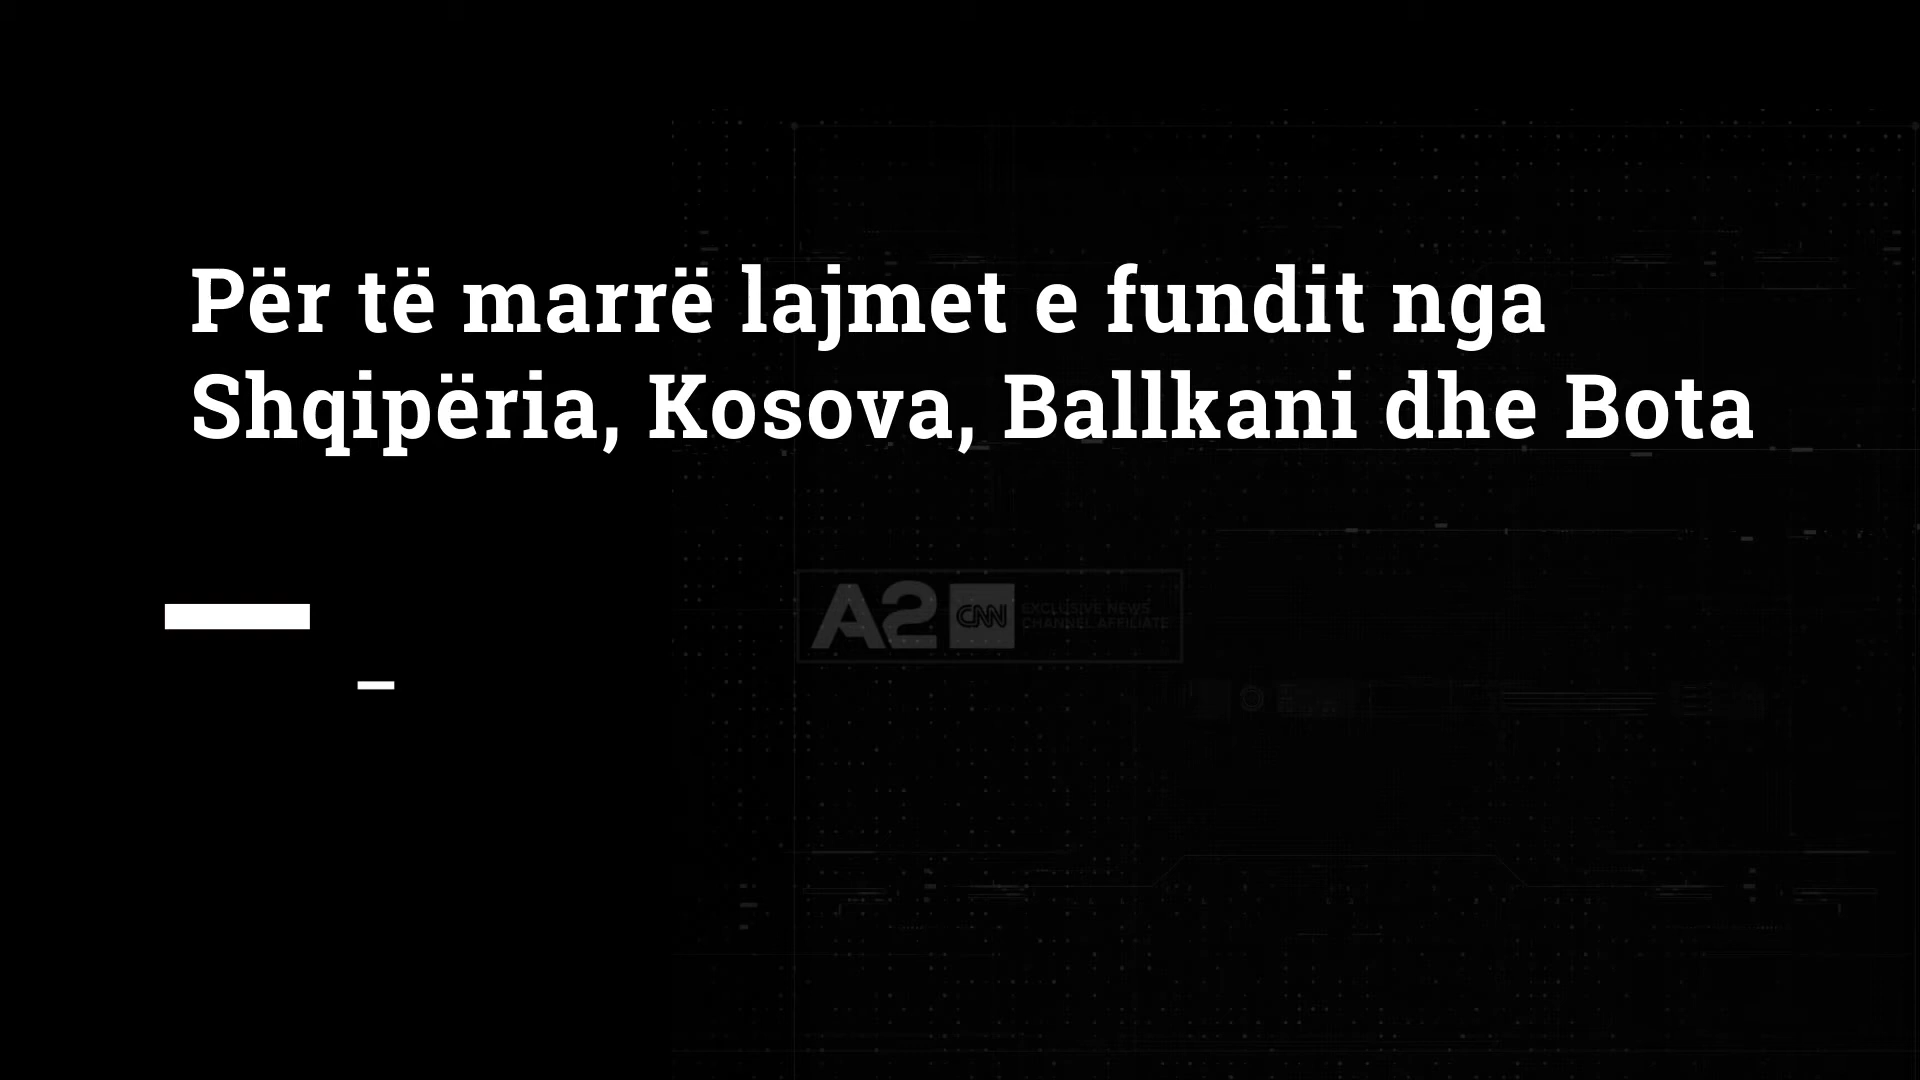 Për të marrë lajmet e fundit nga
Shqipëria, Kosova, Ballkani dhe Bota
A2 CNN EXCLUSIVE NEWS
CHANNEL AFFILIATE